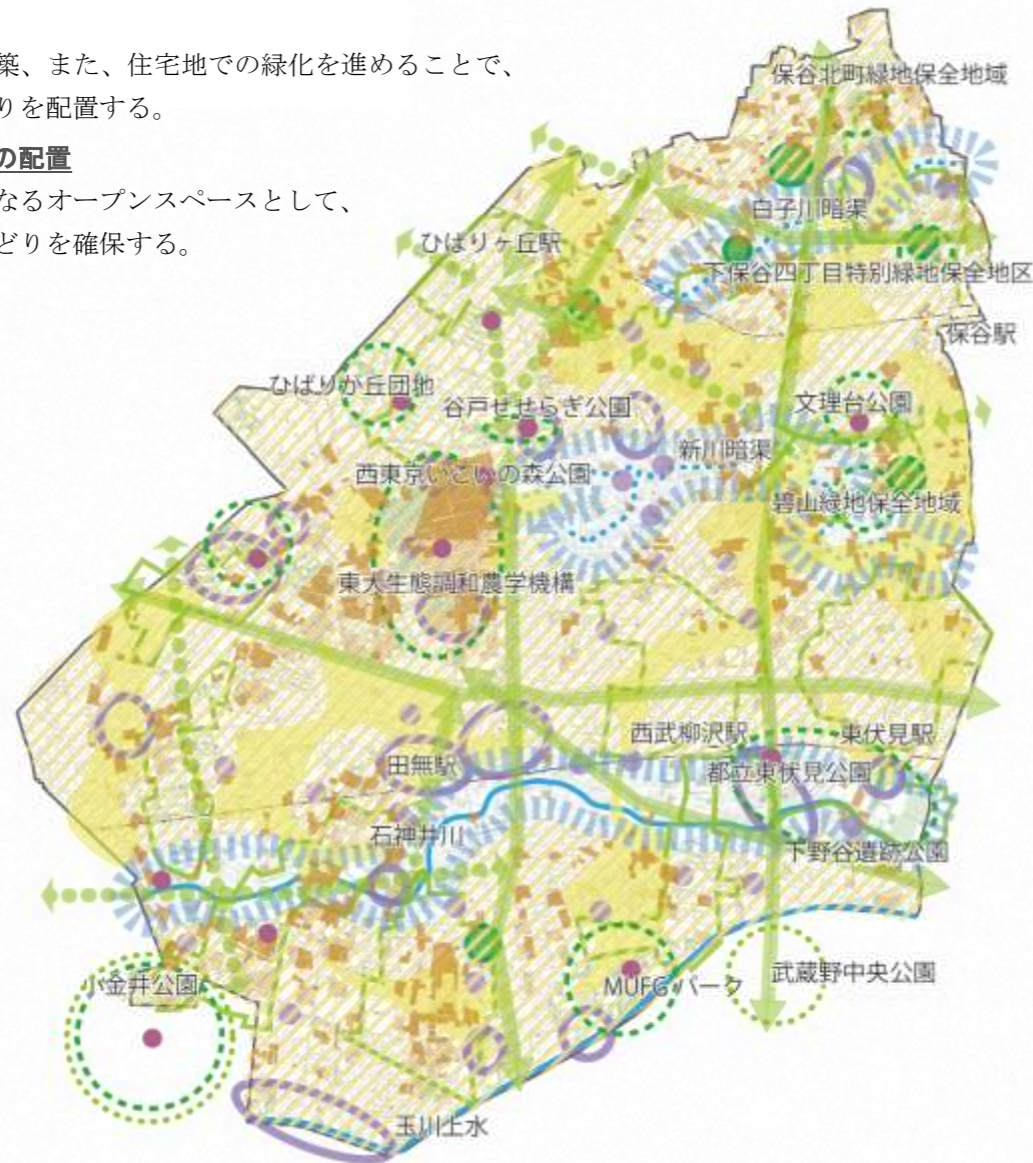 築、また、住宅地での緑化を進めることで、
りを配置する。
の配置
なるオープンスペースとして、
どりを確保する。
保谷北町緑地保全地域
白子川暗渠
ひばりヶ丘駅
下保谷四丁目特別緑地保全地区
保谷駅
ひばりが丘団地
谷戸せせらぎ公園
文理台公園
新川暗渠
西東京いこいの森公園
碧山緑地保全地域
東大生態調和農学機構
西武柳沢駅
東伏見駅
田無駅
都立東伏見公園
石神井川
下野谷遺跡公園
小金井公園
MUFGパーク
武蔵野中央公園
玉川上水